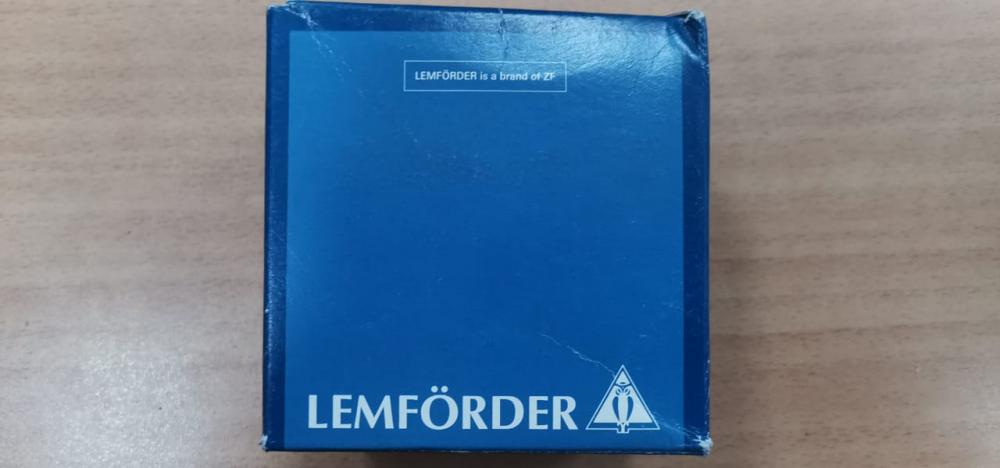 LEMFÖRDER is a brand of ZF
LEMFÖRDER